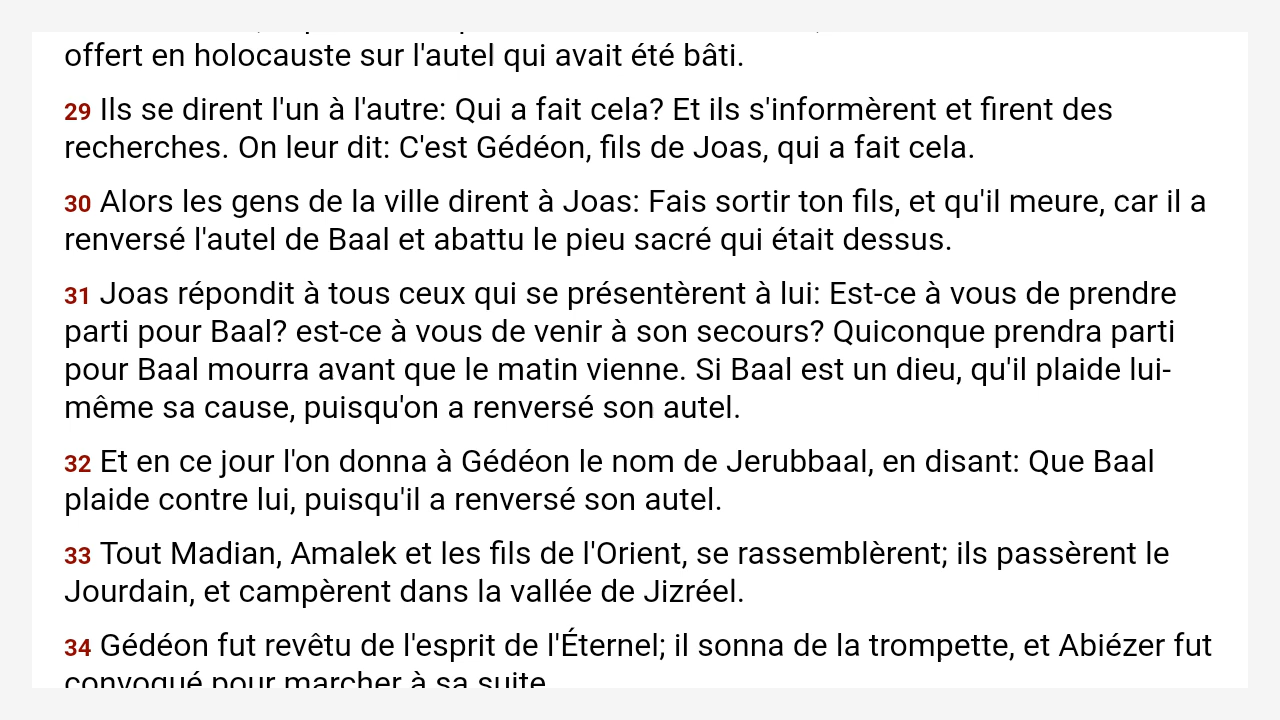 offert en holocauste sur l'autel qui avait été bâti.
29 Ils se dirent l'un à l'autre: Qui a fait cela? Et ils s'informèrent et firent des
recherches. On leur dit: C'est Gédéon, fils de Joas, qui a fait cela.
30 Alors les gens de la ville dirent à Joas: Fais sortir ton fils, et qu'il meure, car il a
renversé l'autel de Baal et abattu le pieu sacré qui était dessus.
31 Joas répondit à tous ceux qui se présentèrent à lui: Est-ce à vous de prendre
parti pour Baal? est-ce à vous de venir à son secours? Quiconque prendra parti
pour Baal mourra avant que le matin vienne. Si Baal est un dieu, qu'il plaide lui-
même sa cause, puisqu'on a renversé son autel.
32 Et en ce jour l'on donna à Gédéon le nom de Jerubbaal, en disant: Que Baal
plaide contre lui, puisqu'il a renversé son autel.
33 Tout Madian, Amalek et les fils de l'Orient, se rassemblèrent; ils passèrent le
Jourdain, et campèrent dans la vallée de Jizréel.
34 Gédéon fut revêtu de l'esprit de l'Éternel; il sonna de la trompette, et Abiézer fut
convoqué pour marcher à sa suite.